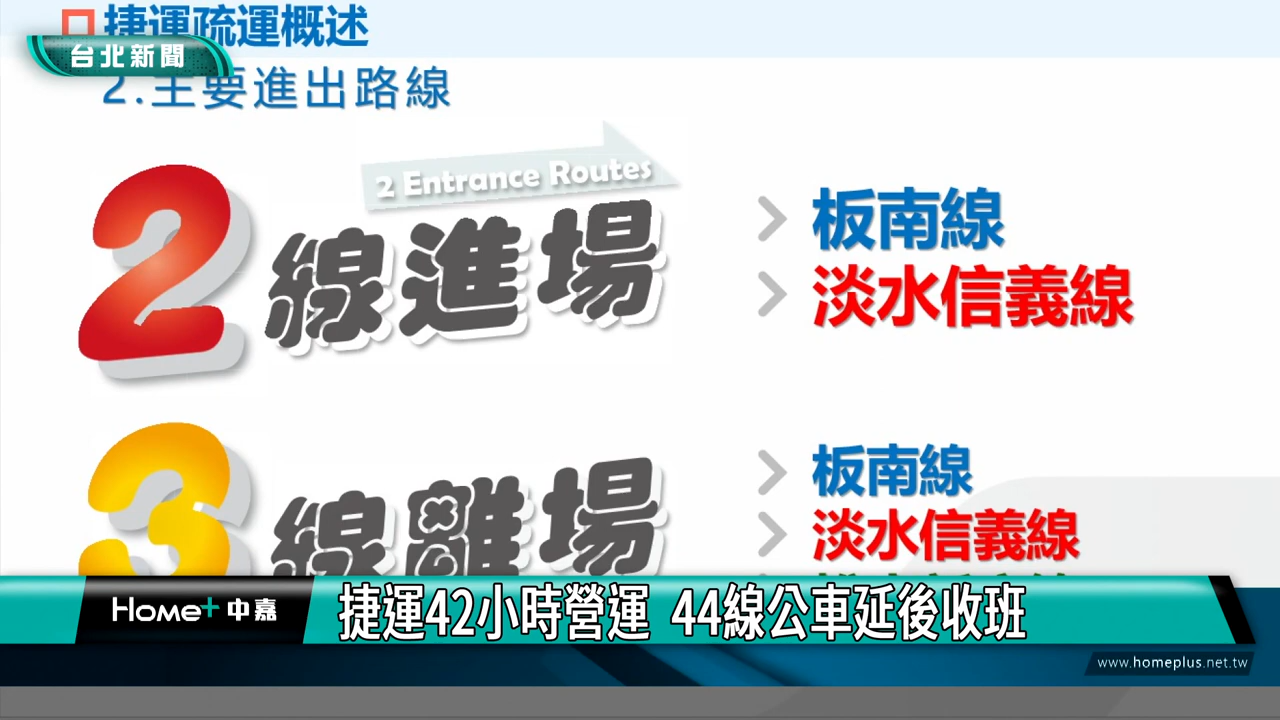 捷運疏運概述
台北新聞
2.主要進出路線
2 Entrance Routes
2線進場
板南線
淡水信義線
3線離場
板南線
淡水信義線
Home+中嘉
捷運42小時營運 44線公車延後收班
www.homeplus.net.tw